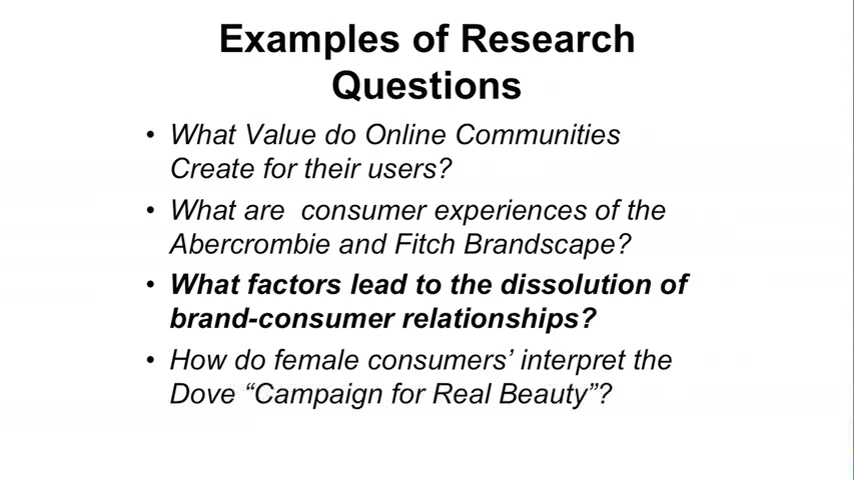 Examples of Research
Questions
• What Value do Online Communities
Create for their users?
• What are  consumer experiences of the
Abercrombie and Fitch Brandscape?
• What factors lead to the dissolution of
brand-consumer relationships?
• How do female consumers’ interpret the
Dove “Campaign for Real Beauty”?